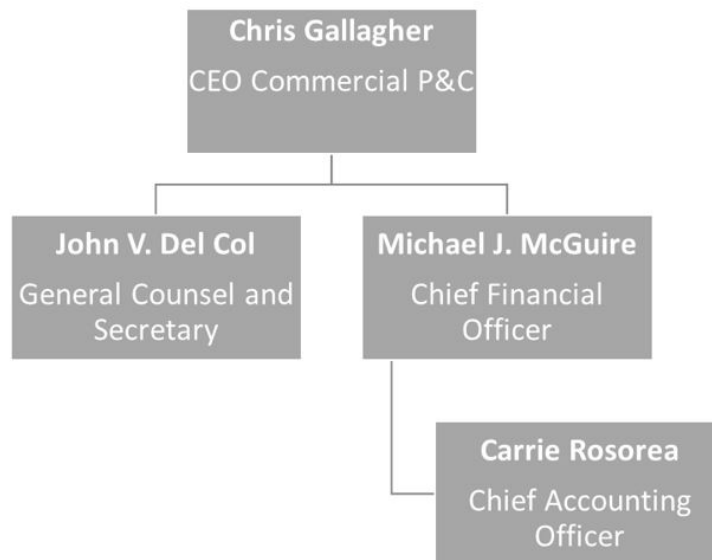 Chris Gallagher
CEO Commercial P&C
John V. Del Col
General Counsel and
Secretary
Michael J. McGuire
Chief Financial
Officer
Carrie Rosorea
Chief Accounting
Officer